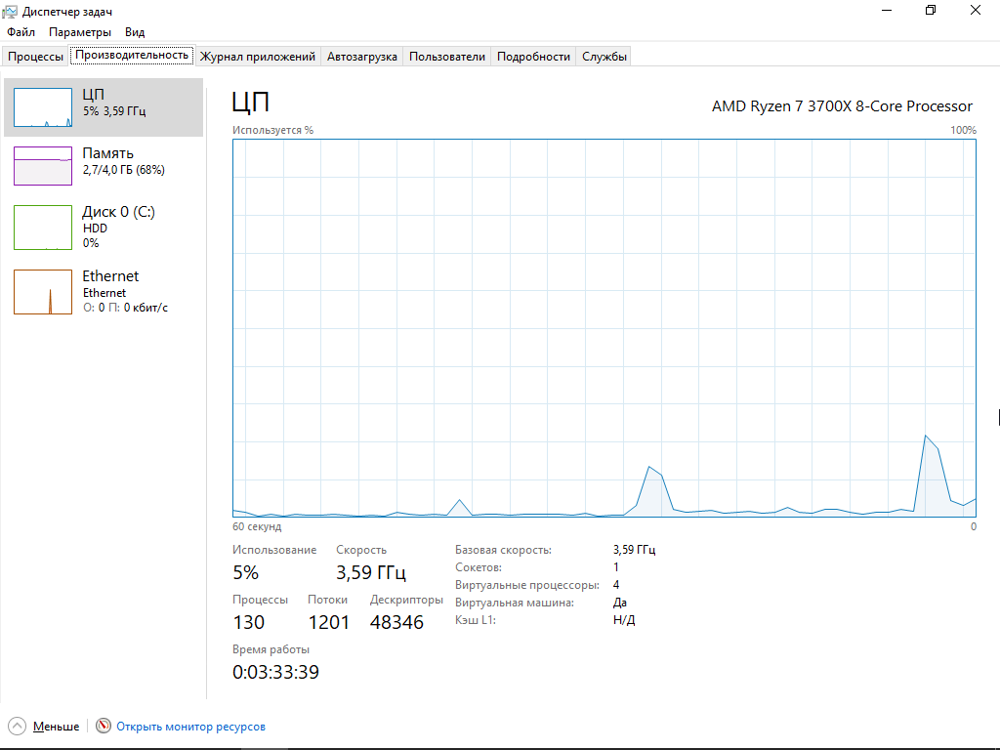 Диспетчер задач
Файл Параметры Вид
Процессы Производительность Журнал приложений Автозагрузка Пользователи Подробности Службы
ЦП
5% 3,59 ГГц
Память
2,7/4,0 ГБ (68%)
Диск 0 (C:)
HDD
0%
Ethernet
Ethernet
О: 0 П: 0 кбит/с
ЦП
AMD Ryzen 7 3700X 8-Core Processor
Используется % 100%
60 секунд 0
Использование Скорость
5% 3,59 ГГц
Процессы Потоки Дескрипторы
130 1201 48346
Время работы
0:03:33:39
Базовая скорость: 3,59 ГГц
Сокетов: 1
Виртуальные процессоры: 4
Виртуальная машина: Да
Кэш L1: Н/Д
Меньше Открыть монитор ресурсов